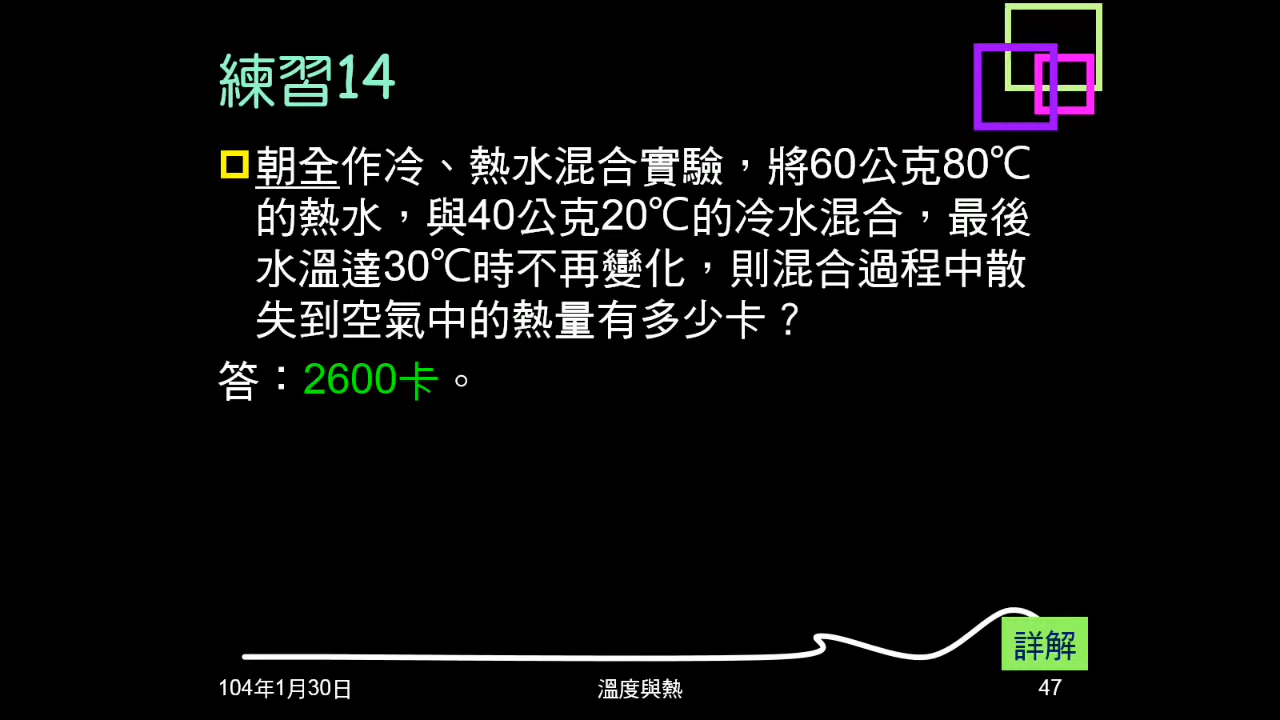 練習14
朝全作冷、熱水混合實驗，將60公克80℃
的熱水，與40公克20℃的冷水混合，最後
水溫達30℃時不再變化，則混合過程中散
失到空氣中的熱量有多少卡？
答：2600卡。
詳解
104年1月30日
溫度與熱
47